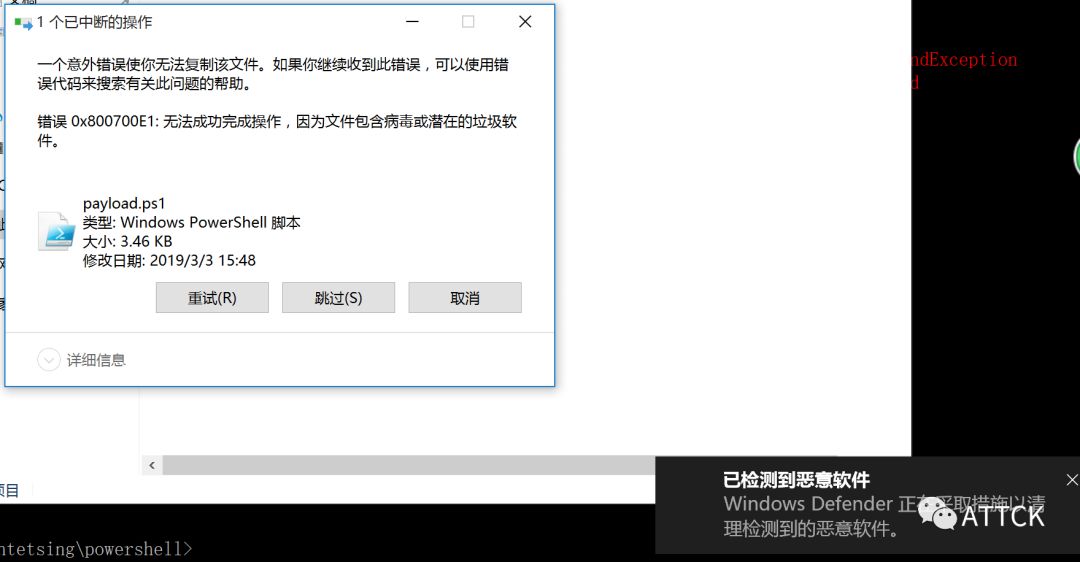 1 个已中断的操作
一个意外错误使你无法复制该文件。如果你继续收到此错误，可以使用错
误代码来搜索有关此问题的帮助。
错误 0x800700E1: 无法成功完成操作，因为文件包含病毒或潜在的垃圾软
件。
payload.ps1
类型: Windows PowerShell 脚本
大小: 3.46 KB
修改日期: 2019/3/3 15:48
重试(R)
跳过(S)
取消
详细信息
ndException
d
项目
已检测到恶意软件
Windows Defender 正在采取措施以清
理检测到的恶意软件。
ATTCK
ntetsing\powershell>